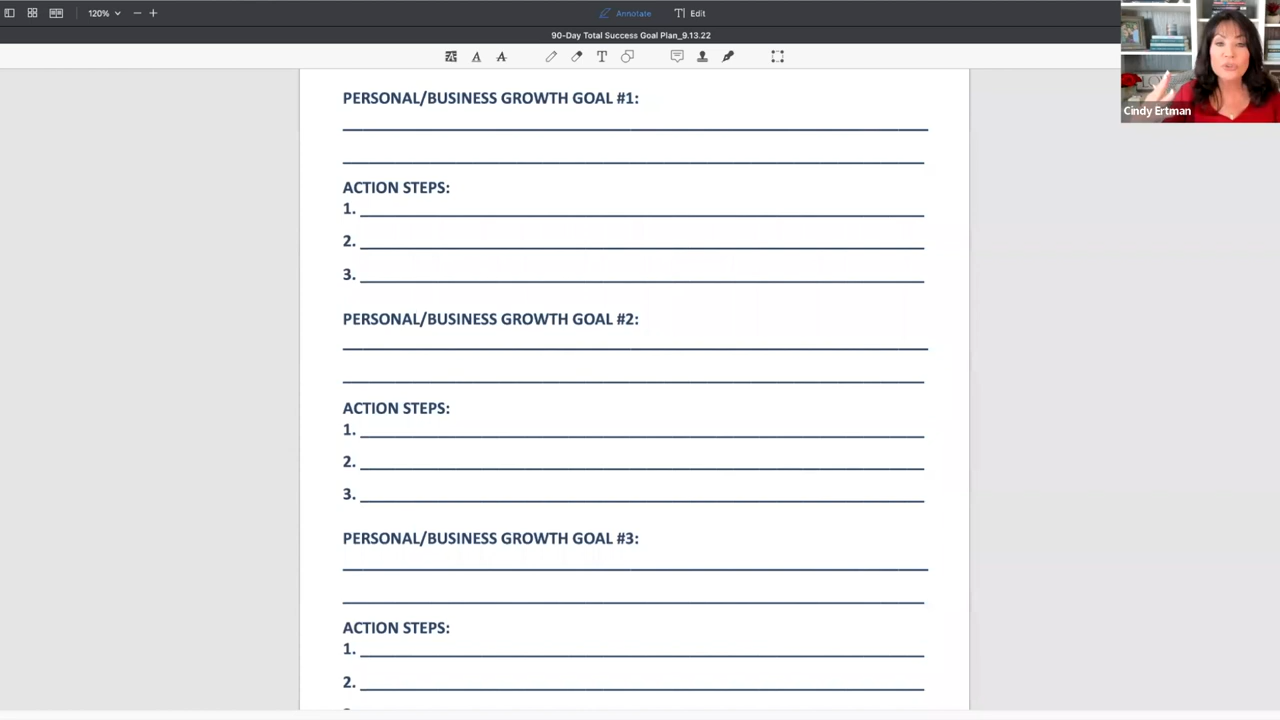 120%
Annotate
Edit
90-Day Total Success Goal Plan_9.13.22
Cindy Ertman
PERSONAL/BUSINESS GROWTH GOAL #1:
ACTION STEPS:
1.
2.
3.
PERSONAL/BUSINESS GROWTH GOAL #2:
ACTION STEPS:
1.
2.
3.
PERSONAL/BUSINESS GROWTH GOAL #3:
ACTION STEPS:
1.
2.